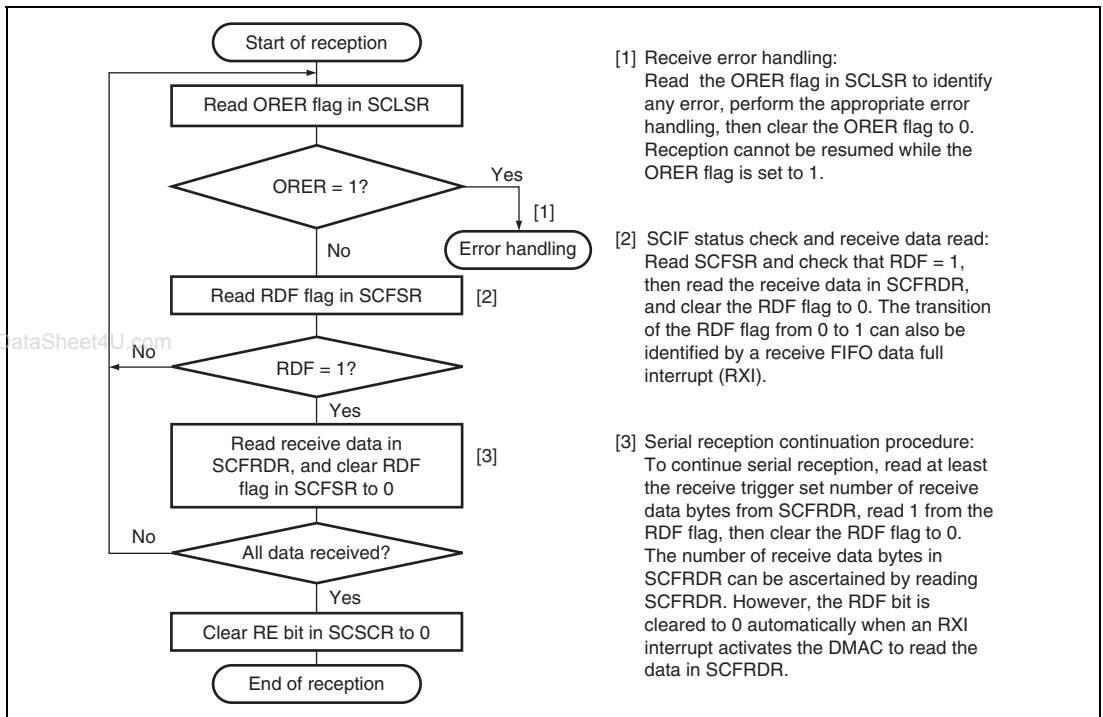 Start of reception
Read ORER flag in SCLSR
ORER = 1?
Yes
[1]
Error handling
No
Read RDF flag in SCFSR
[2]
DataSheet4U.com
No
RDF = 1?
Yes
Read receive data in
SCFRDR, and clear RDF
flag in SCFSR to 0
[3]
No
All data received?
Yes
Clear RE bit in SCSCR to 0
End of reception
[1] Receive error handling:
Read the ORER flag in SCLSR to identify
any error, perform the appropriate error
handling, then clear the ORER flag to 0.
Reception cannot be resumed while the
ORER flag is set to 1.
[2] SCIF status check and receive data read:
Read SCFSR and check that RDF = 1,
then read the receive data in SCFRDR,
and clear the RDF flag to 0. The transition
of the RDF flag from 0 to 1 can also be
identified by a receive FIFO data full
interrupt (RXI).
[3] Serial reception continuation procedure:
To continue serial reception, read at least
the receive trigger set number of receive
data bytes from SCFRDR, read 1 from the
RDF flag, then clear the RDF flag to 0.
The number of receive data bytes in
SCFRDR can be ascertained by reading
SCFRDR. However, the RDF bit is
cleared to 0 automatically when an RXI
interrupt activates the DMAC to read the
data in SCFRDR.